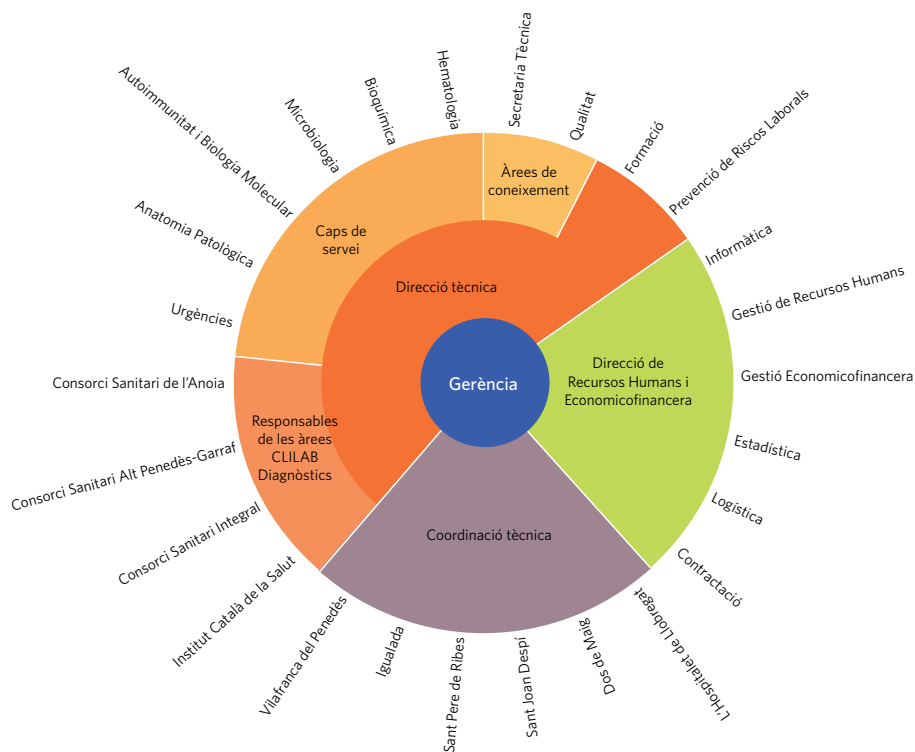 Secretaria Tècnica
Qualitat
Formació
Prevenció de Riscos Laborals
Informàtica
Gestió de Recursos Humans
Gestió Economicofinancera
Estadística
Logística
Contractació
L'Hospitalet de Llobregat
Dos de Maig
Sant Joan Despí
Sant Pere de Ribes
Igualada
Vilafranca del Penedès
Institut Català de la Salut
Consorci Sanitari Integral
Consorci Sanitari Alt Penedès-Garraf
Consorci Sanitari de l'Anoia
Urgències
Anatomia Patològica
Autoimmunitat i Biologia Molecular
Microbiologia
Bioquímica
Hematologia
Àrees de
coneixement
Caps de
servei
Direcció tècnica
Gerència
Direcció de
Recursos Humans i
Economicofinancera
Responsables
de les àrees
CLILAB
Diagnòstics
Coordinació tècnica